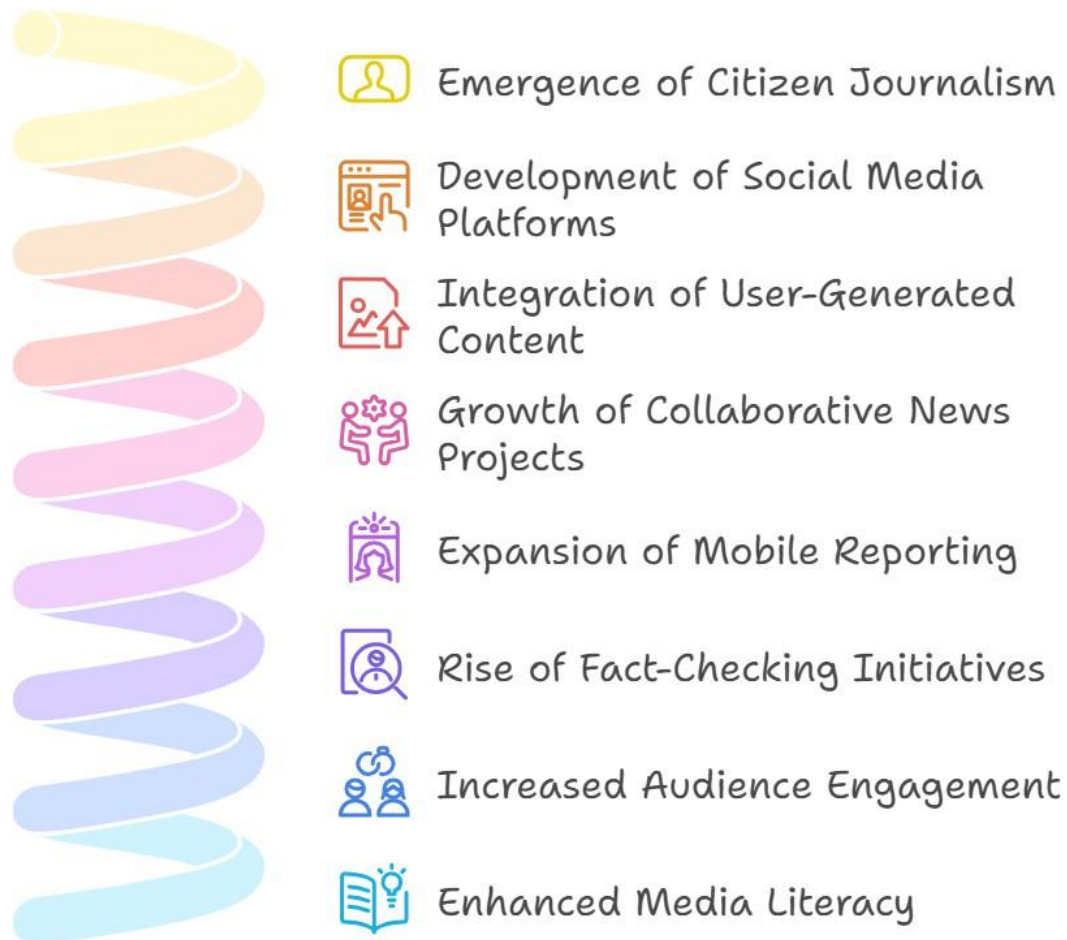 Emergence of Citizen Journalism
Development of Social Media
Platforms
Integration of User-Generated
Content
Growth of Collaborative News
Projects
Expansion of Mobile Reporting
Rise of Fact-Checking Initiatives
Increased Audience Engagement
Enhanced Media Literacy